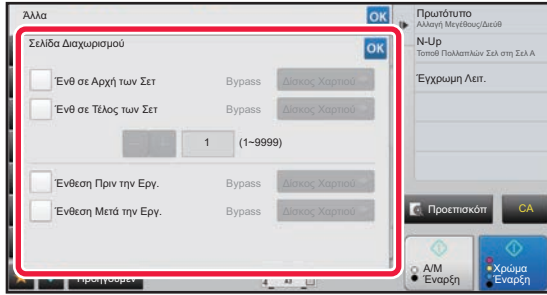 Άλλα
OK
Σελίδα Διαχωρισμού
OK
Ένθ σε Αρχή των Σετ Bypass Δίσκος Χαρτιού
Ένθ σε Τέλος των Σετ Bypass Δίσκος Χαρτιού
1 (1~9999)
Ένθεση Πριν την Εργ. Bypass Δίσκος Χαρτιού
Ένθεση Μετά την Εργ. Bypass Δίσκος Χαρτιού
Πρωτότυπο
Αλλαγή Μεγέθους/Διεύθ
N-Up
Τοποθ Πολλαπλών Σελ στη Σελ Α
Έγχρωμη Λειτ.
Προεπισκόπ
CA
Α/Μ
Έναρξη
Χρώμα
Έναρξη